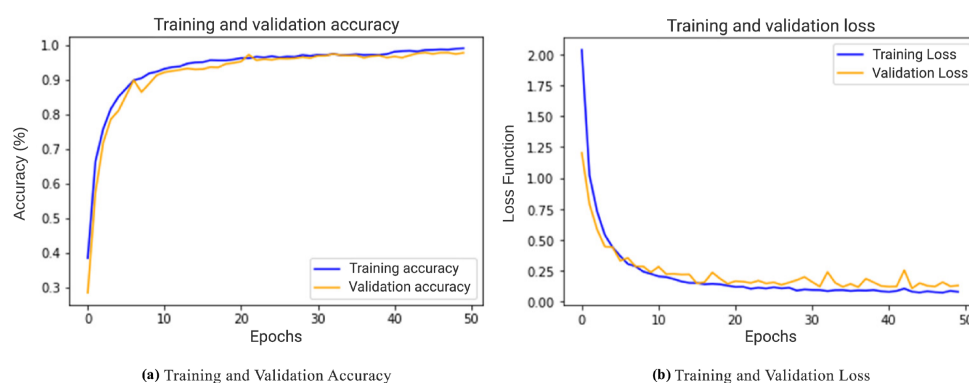 Training and validation accuracy
1.0
0.9
0.8
0.7
0.6
0.5
0.4
0.3
Accuracy (%)
Training accuracy
Validation accuracy
0 10 20 30 40 50
Epochs
(a) Training and Validation Accuracy
Training and validation loss
2.00
1.75
1.50
1.25
1.00
0.75
0.50
0.25
0.00
Loss Function
Training Loss
Validation Loss
0 10 20 30 40 50
Epochs
(b) Training and Validation Loss